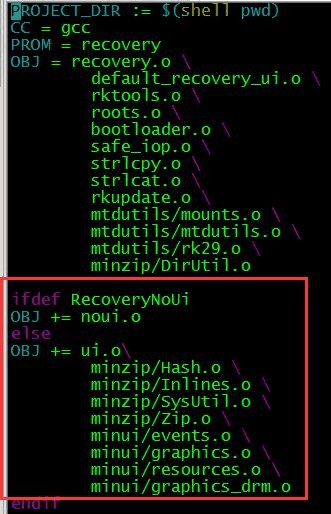 PROJECT_DIR := $(shell pwd)
CC = gcc
PROM = recovery
OBJ = recovery.o \
default_recovery_ui.o \
rktools.o \
roots.o \
bootloader.o \
safe_iop.o \
strlcpy.o \
strlcat.o \
rkupdate.o \
mtdutils/mounts.o \
mtdutils/mtdutils.o \
mtdutils/rk29.o \
minzip/DirUtil.o
ifdef RecoveryNoUi
OBJ += noui.o
else
OBJ += ui.o\
minzip/Hash.o \
minzip/Inlines.o \
minzip/SysUtil.o \
minzip/Zip.o \
minui/events.o \
minui/graphics.o \
minui/resources.o \
minui/graphics_drm.o
endif